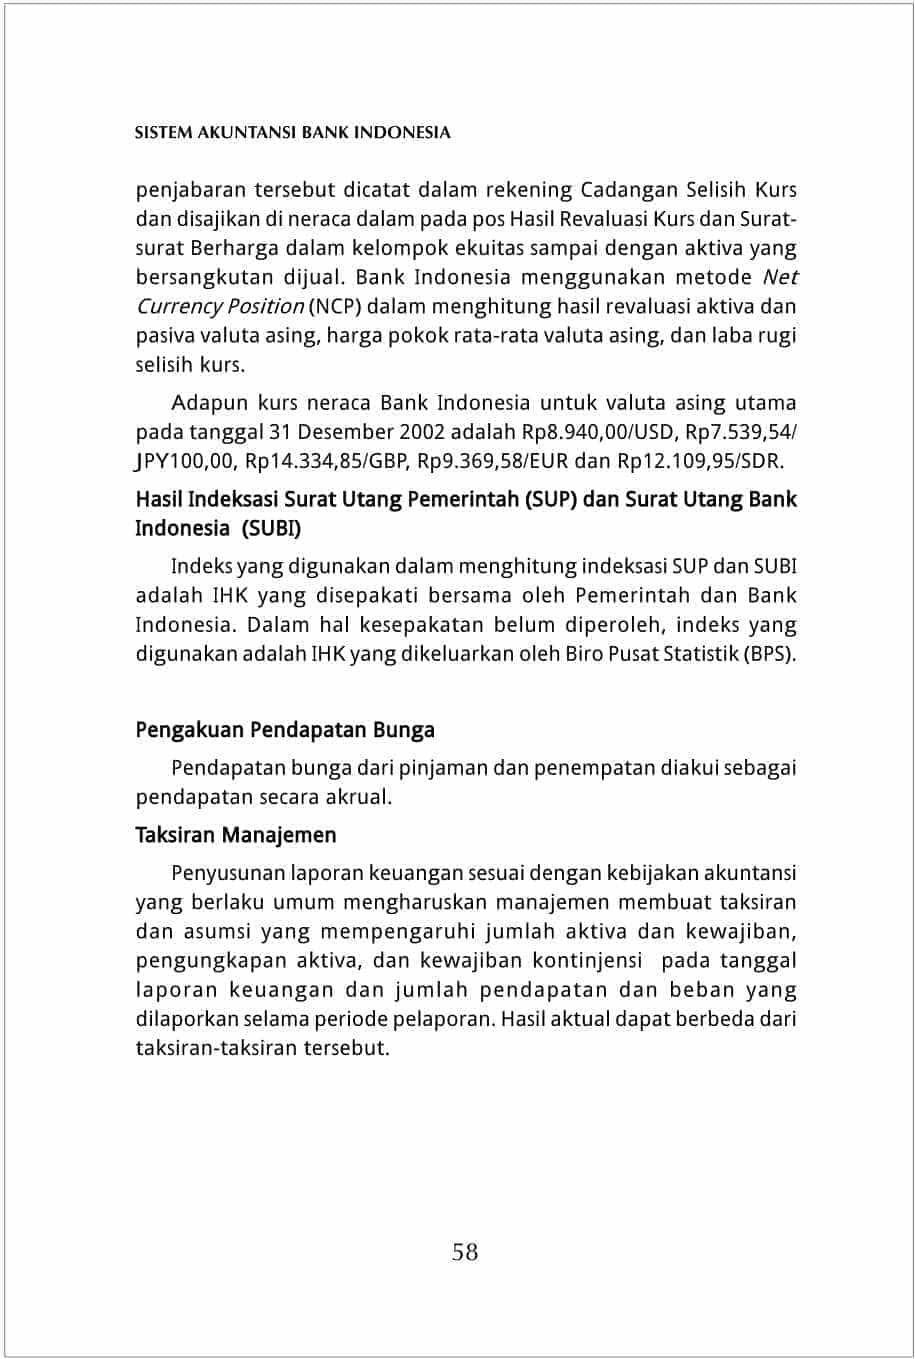 SISTEM AKUNTANSI BANK INDONESIA
penjabaran tersebut dicatat dalam rekening Cadangan Selisih Kurs
dan disajikan di neraca dalam pada pos Hasil Revaluasi Kurs dan Surat-
surat Berharga dalam kelompok ekuitas sampai dengan aktiva yang
bersangkutan dijual. Bank Indonesia menggunakan metode Net
Currency Position (NCP) dalam menghitung hasil revaluasi aktiva dan
pasiva valuta asing, harga pokok rata-rata valuta asing, dan laba rugi
selisih kurs.
Adapun kurs neraca Bank Indonesia untuk valuta asing utama
pada tanggal 31 Desember 2002 adalah Rp8.940,00/USD, Rp7.539,54/
JPY100,00, Rp14.334,85/GBP, Rp9.369,58/EUR dan Rp12.109,95/SDR.
Hasil Indeksasi Surat Utang Pemerintah (SUP) dan Surat Utang Bank
Indonesia  (SUBI)
Indeks yang digunakan dalam menghitung indeksasi SUP dan SUBI
adalah IHK yang disepakati bersama oleh Pemerintah dan Bank
Indonesia. Dalam hal kesepakatan belum diperoleh, indeks yang
digunakan adalah IHK yang dikeluarkan oleh Biro Pusat Statistik (BPS).
Pengakuan Pendapatan Bunga
Pendapatan bunga dari pinjaman dan penempatan diakui sebagai
pendapatan secara akrual.
Taksiran Manajemen
Penyusunan laporan keuangan sesuai dengan kebijakan akuntansi
yang berlaku umum mengharuskan manajemen membuat taksiran
dan asumsi yang mempengaruhi jumlah aktiva dan kewajiban,
pengungkapan aktiva, dan kewajiban kontinjensi  pada tanggal
laporan keuangan dan jumlah pendapatan dan beban yang
dilaporkan selama periode pelaporan. Hasil aktual dapat berbeda dari
taksiran-taksiran tersebut.
58